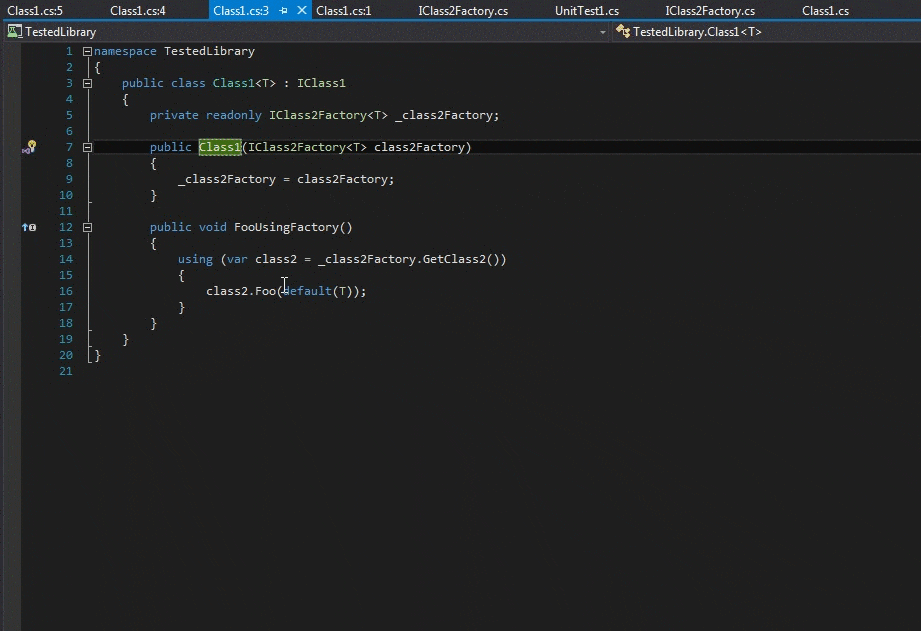 Class1.cs:5 Class1.cs:4 Class1.cs:3 Class1.cs:1 IClass2Factory.cs UnitTest1.cs IClass2Factory.cs Class1.cs
TestedLibrary TestedLibrary.Class1<T>
1 namespace TestedLibrary
2 {
3 public class Class1<T> : IClass1
4 {
5 private readonly IClass2Factory<T> _class2Factory;
6
7 public Class1(IClass2Factory<T> class2Factory)
8 {
9 _class2Factory = class2Factory;
10 }
11
12 public void FooUsingFactory()
13 {
14 using (var class2 = _class2Factory.GetClass2())
15 {
16 class2.Foo(default(T));
17 }
18 }
19 }
20 }
21